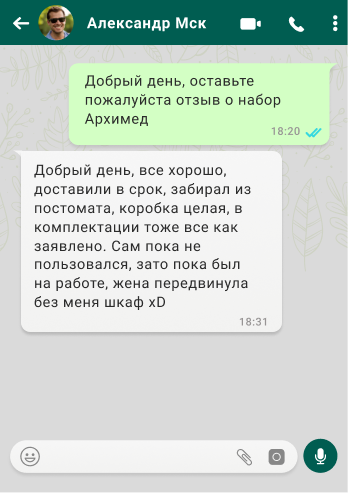 Александр Мск
Добрый день, оставьте
пожалуйста отзыв о набор
Архимед
18:20
Добрый день, все хорошо,
доставили в срок, забирал из
постомата, коробка целая, в
комплектации тоже все как
заявлено. Сам пока не
пользовался, зато пока был
на работе, жена передвинула
без меня шкаф xD
18:31